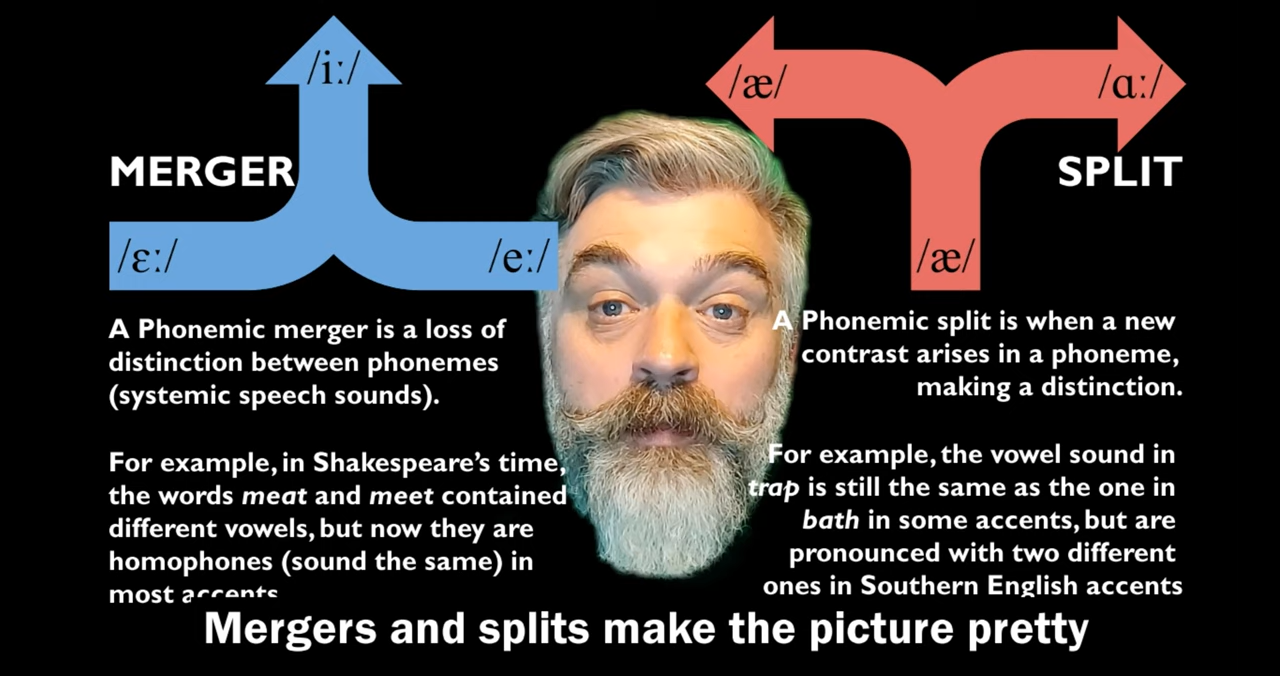 /iː/
MERGER
/ɛː/ /eː/
A Phonemic merger is a loss of
distinction between phonemes
(systemic speech sounds).
For example, in Shakespeare's time,
the words meat and meet contained
different vowels, but now they are
homophones (sound the same) in
most accents
/æ/ /ɑː/
SPLIT
/æ/
A Phonemic split is when a new
contrast arises in a phoneme,
making a distinction.
For example, the vowel sound in
trap is still the same as the one in
bath in some accents, but are
pronounced with two different
ones in Southern English accents
Mergers and splits make the picture pretty